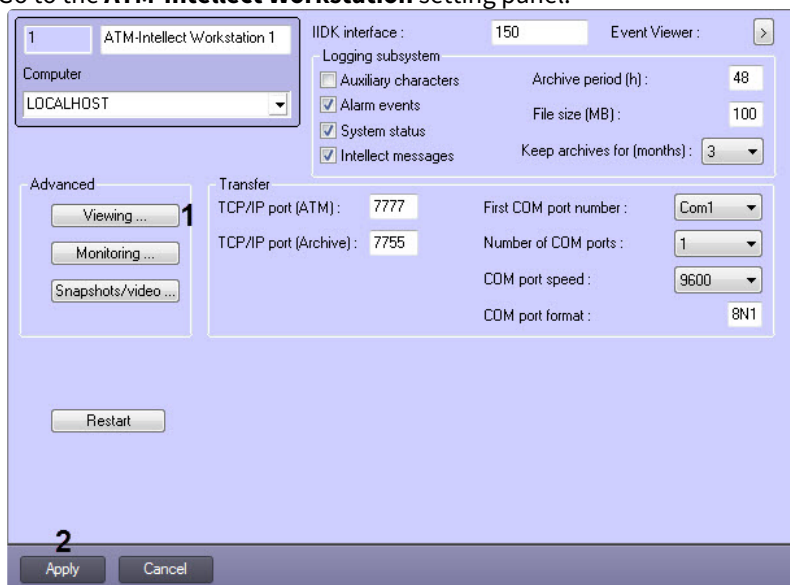 Go to the ATM-Intellect Workstation setting panel.
1 ATM-Intellect Workstation 1
Computer
LOCALHOST
IIDK interface : 150 Event Viewer : >
Logging subsystem
Auxiliary characters Archive period (h) : 48
Alarm events File size (MB) : 100
System status
Intellect messages Keep archives for (months) : 3
Advanced
Viewing ... 1
Monitoring ...
Snapshots/video ...
Transfer
TCP/IP port (ATM) : 7777 First COM port number : Com1
TCP/IP port (Archive) : 7755 Number of COM ports : 1
COM port speed : 9600
COM port format : 8N1
Restart
2
Apply Cancel